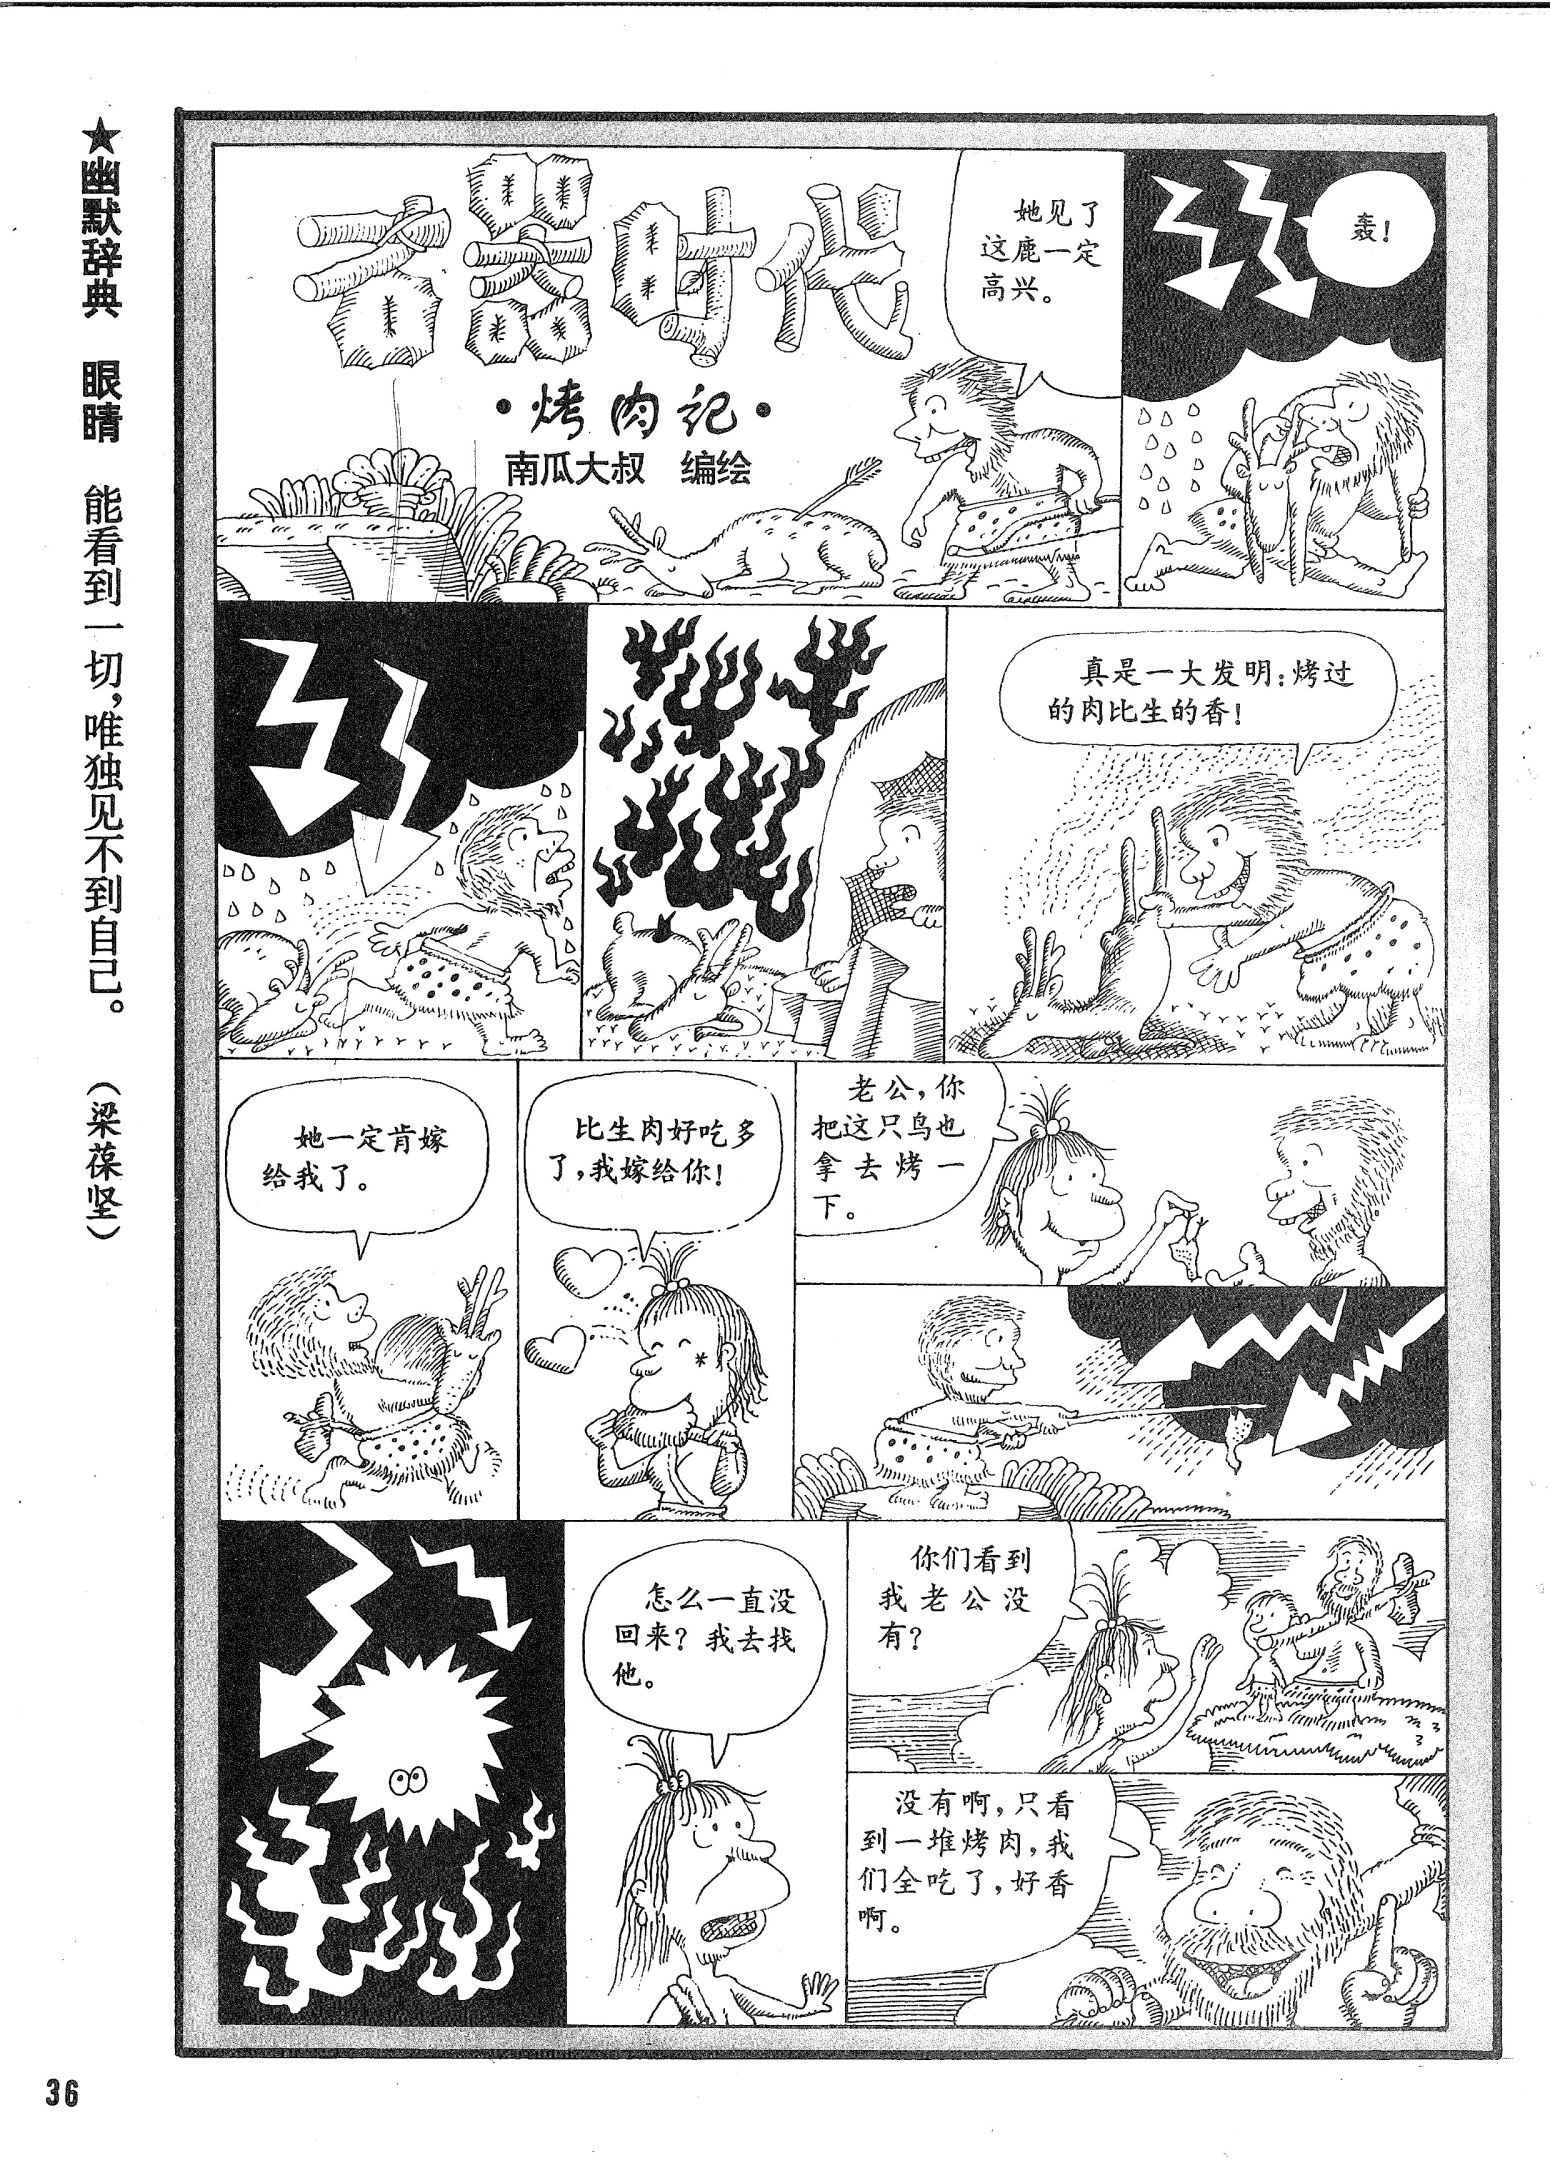 ★幽默辞典 眼睛 能看到一切，唯独见不到自己。 （梁葆坚）
石器时代
·烤肉记·
南瓜大叔 编绘
她见了
这鹿一定
高兴。
轰！
真是一大发明：烤过
的肉比生的香！
她一定肯嫁
给我了。
比生肉好吃多
了，我嫁给你！
老公，你
把这只鸟也
拿去烤一
下。
怎么一直没
回来？我去找
他。
你们看到
我老公没
有？
没有啊，只看
到一堆烤肉，我
们全吃了，好香
啊。
36